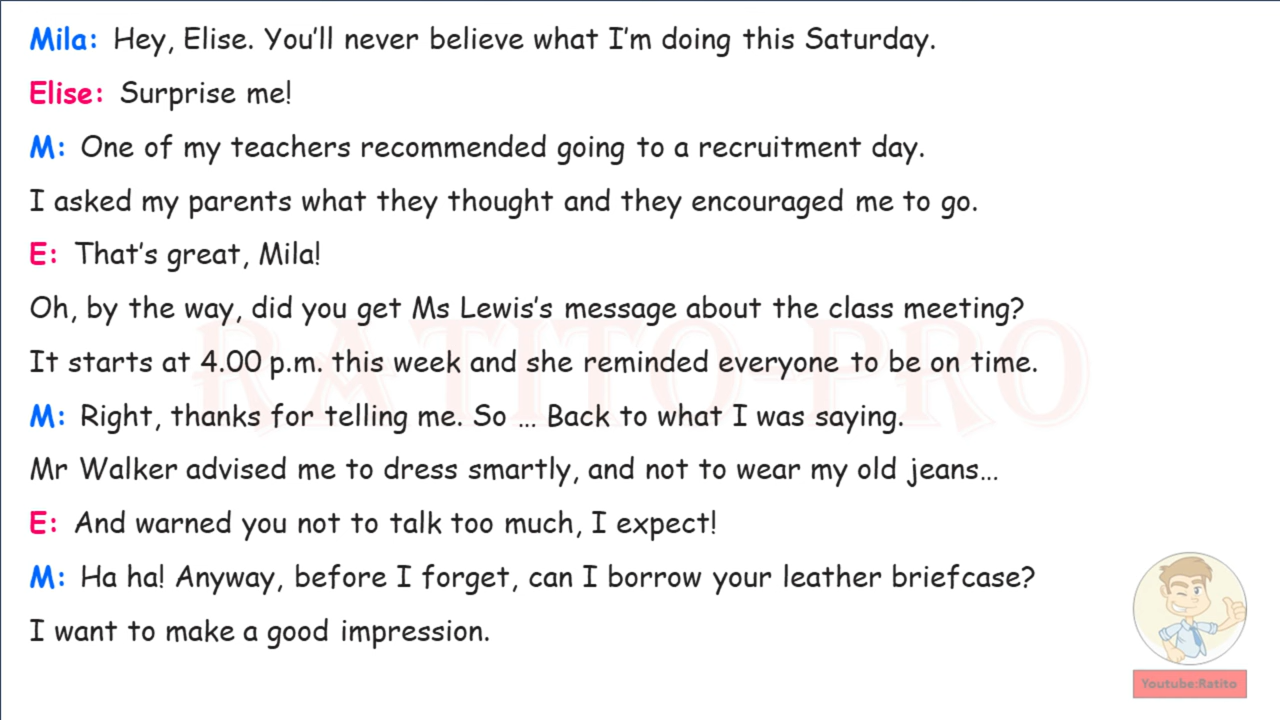 Mila: Hey, Elise. You'll never believe what I'm doing this Saturday.
Elise: Surprise me!
M: One of my teachers recommended going to a recruitment day.
I asked my parents what they thought and they encouraged me to go.
E: That's great, Mila!
Oh, by the way, did you get Ms Lewis's message about the class meeting?
It starts at 4.00 p.m. this week and she reminded everyone to be on time.
RATITO-PRO
M: Right, thanks for telling me. So ... Back to what I was saying.
Mr Walker advised me to dress smartly, and not to wear my old jeans...
E: And warned you not to talk too much, I expect!
M: Ha ha! Anyway, before I forget, can I borrow your leather briefcase?
I want to make a good impression.
Youtube:Ratito